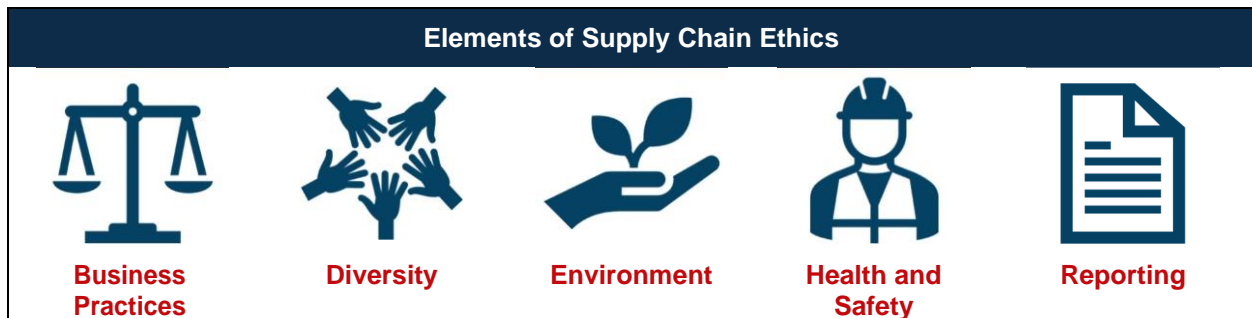 Elements of Supply Chain Ethics
Business
Practices
Diversity
Environment
Health and
Safety
Reporting